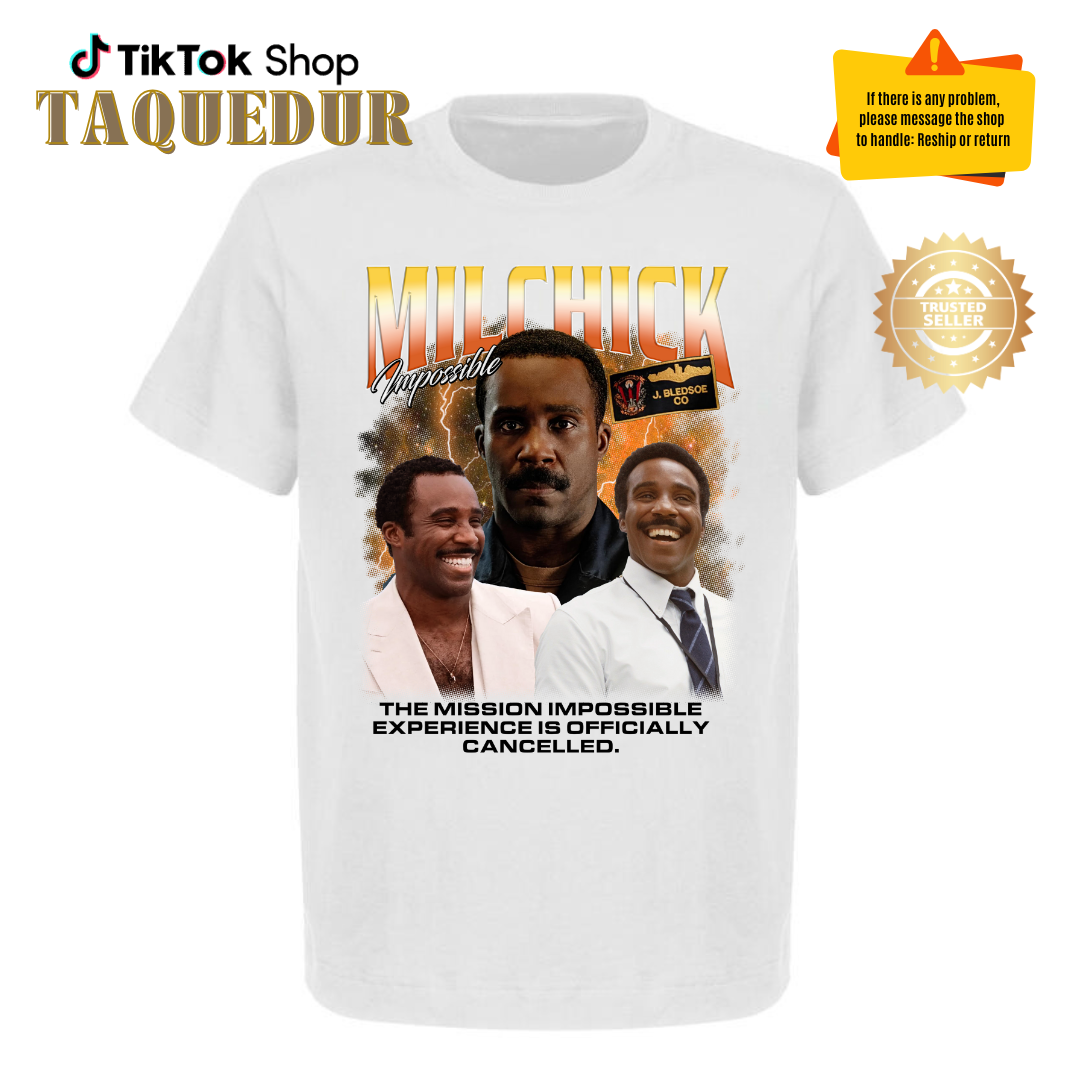 TikTok Shop
TAQUEDUR
If there is any problem,
please message the shop
to handle: Reship or return
TRUSTED
SELLER
MILCHICK
Impossible
J. BLEDSOE
CO
THE MISSION IMPOSSIBLE
EXPERIENCE IS OFFICIALLY
CANCELLED.